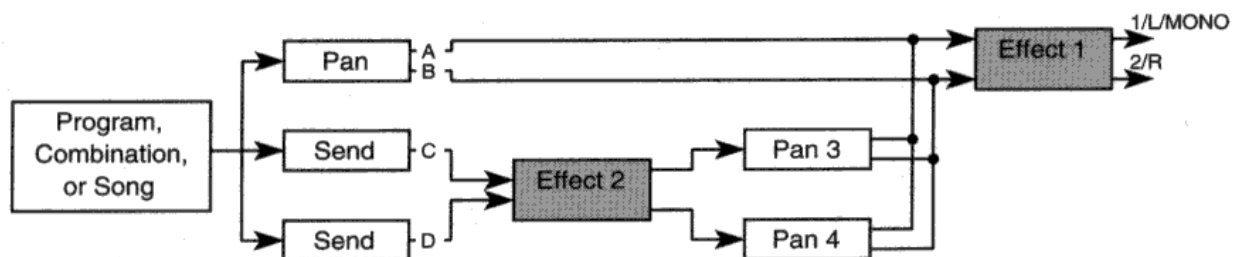 1/L/MONO
A
Effect 1
Pan
B
2/R
Program,
Combination,
or Song
Send
C
Effect 2
Pan 3
Send
D
Pan 4